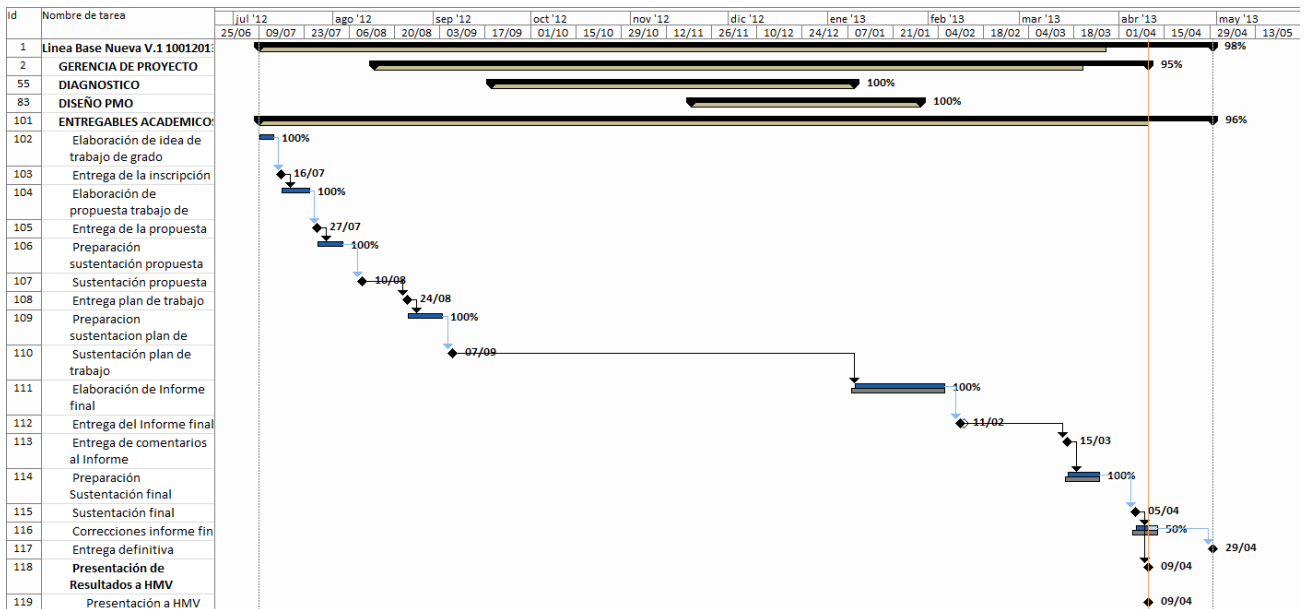 Id Nombre de tarea jul '12 ago '12 sep '12 oct '12 nov '12 dic '12 ene '13 feb '13 mar '13 abr '13 may '13
25/06 09/07 23/07 06/08 20/08 03/09 17/09 01/10 15/10 29/10 12/11 26/11 10/12 24/12 07/01 21/01 04/02 18/02 04/03 18/03 01/04 15/04 29/04 13/05
1 Linea Base Nueva V.1 1001201 98%
2 GERENCIA DE PROYECTO 95%
55 DIAGNOSTICO 100%
83 DISEÑO PMO 100%
101 ENTREGABLES ACADEMICOS 96%
102 Elaboración de idea de 100%
trabajo de grado
103 Entrega de la inscripción 16/07
104 Elaboración de 100%
propuesta trabajo de
105 Entrega de la propuesta 27/07
106 Preparación 100%
sustentación propuesta
107 Sustentación propuesta 10/08
108 Entrega plan de trabajo 24/08
109 Preparacion 100%
sustentacion plan de
110 Sustentación plan de 07/09
trabajo
111 Elaboración de Informe 100%
final
112 Entrega del Informe final 11/02
113 Entrega de comentarios 15/03
al Informe
114 Preparación 100%
Sustentación final
115 Sustentación final 05/04
116 Correcciones informe fin 50%
117 Entrega definitiva 29/04
118 Presentación de 09/04
Resultados a HMV
119 Presentación a HMV 09/04